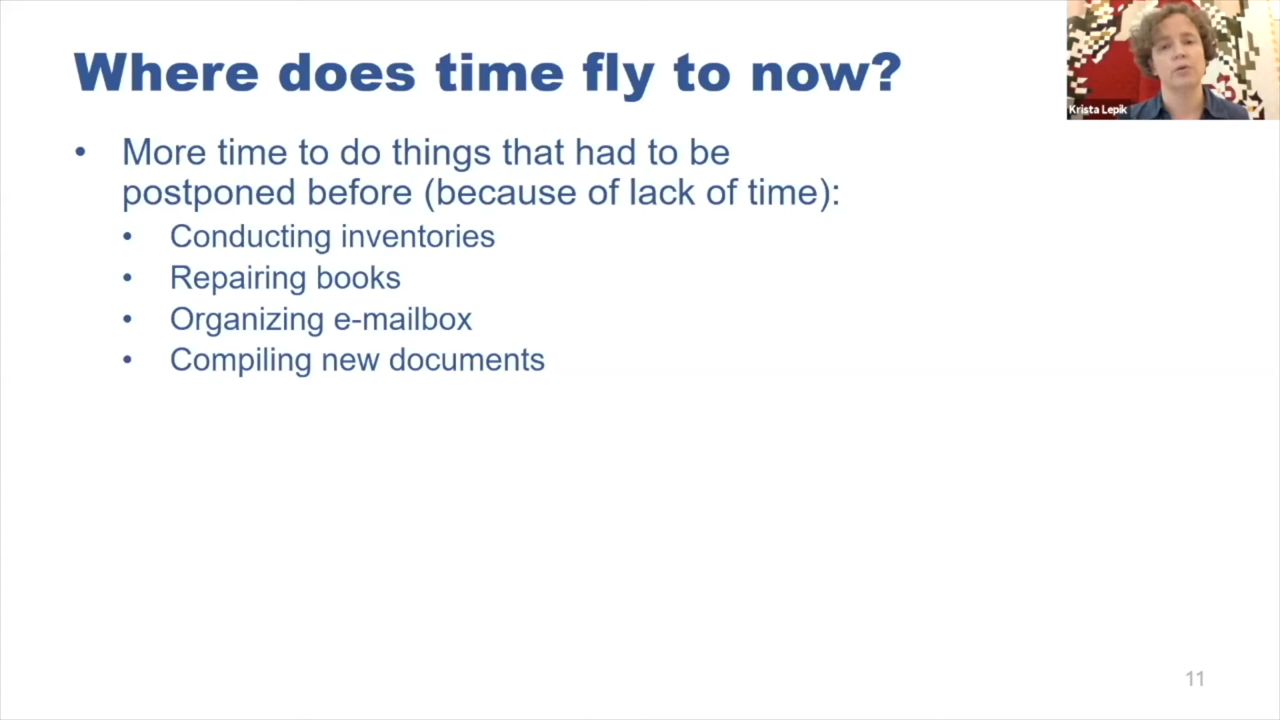 Where does time fly to now?
Krista Lepik
• More time to do things that had to be
postponed before (because of lack of time):
• Conducting inventories
• Repairing books
• Organizing e-mailbox
• Compiling new documents
11